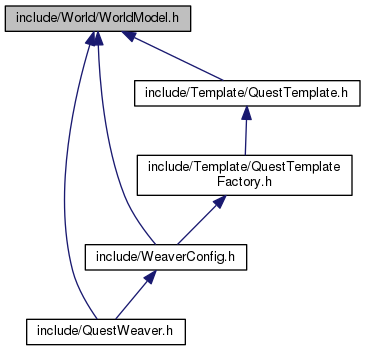 include/World/WorldModel.h
include/Template/QuestTemplate.h
include/Template/QuestTemplate
Factory.h
include/WeaverConfig.h
include/QuestWeaver.h